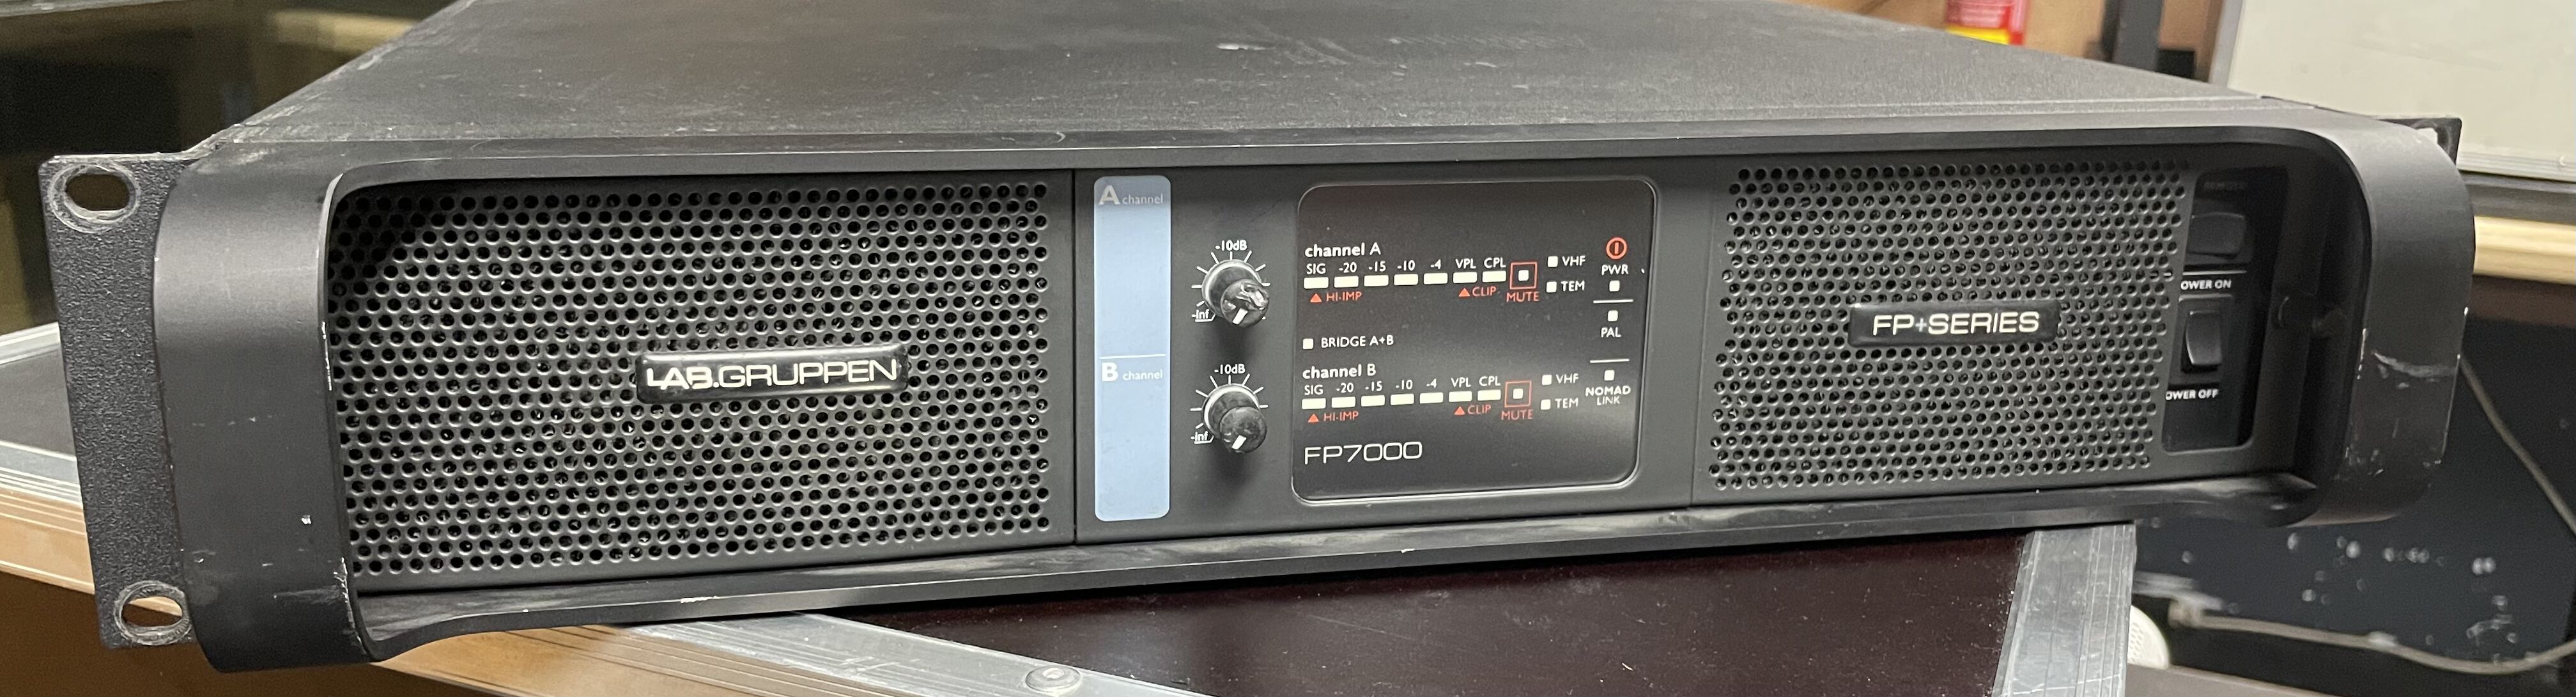 LAB.GRUPPEN
A channel
B channel
-10dB
-Inf
-10dB
-Inf
channel A
SIG -20 -15 -10 -4 VPL CPL
HI-IMP CLIP MUTE
VHF
TEM
PWR
PAL
BRIDGE A+B
channel B
SIG -20 -15 -10 -4 VPL CPL
HI-IMP CLIP MUTE
VHF
TEM
NOMAD
LINK
FP7000
FP+SERIES
OWER ON
OWER OFF